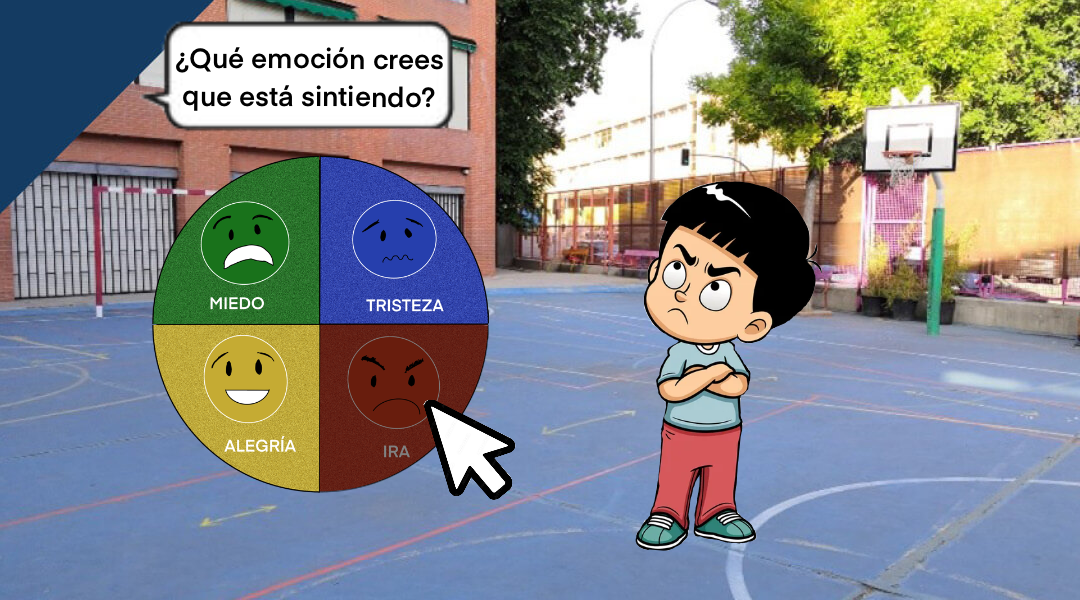 ¿Qué emoción crees
que está sintiendo?
MIEDO
TRISTEZA
ALEGRÍA
IRA